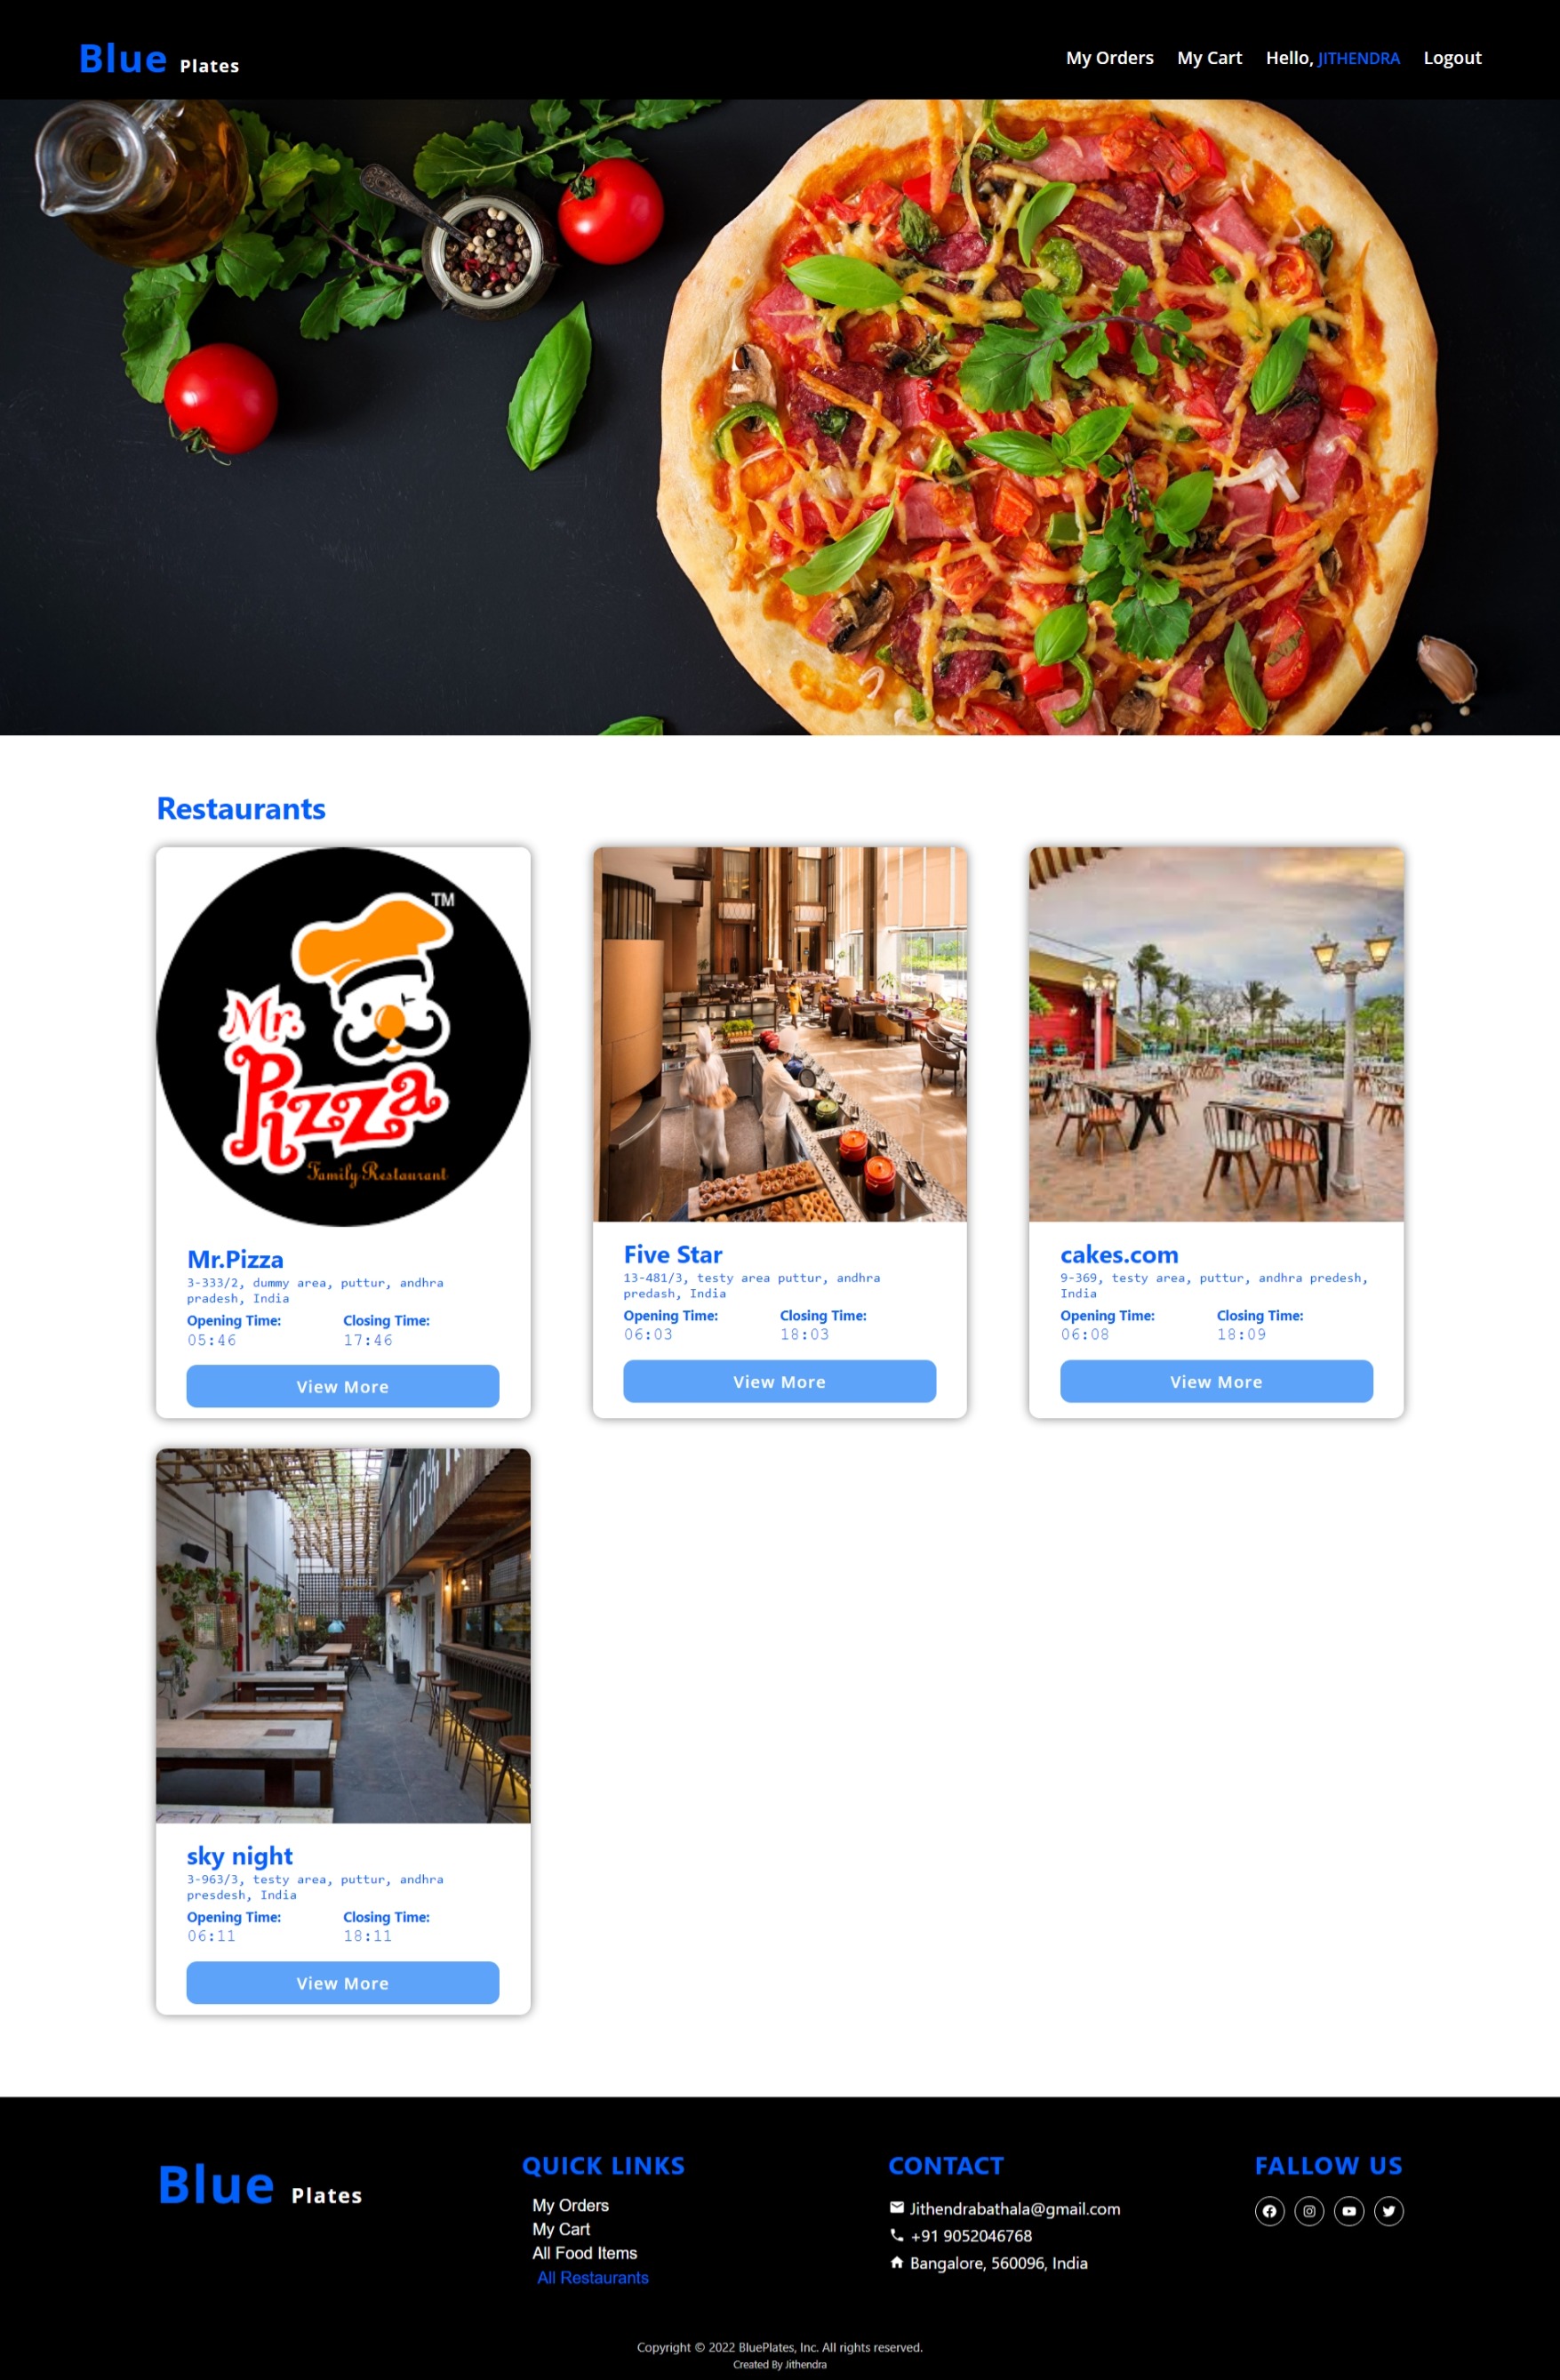 Blue Plates
My Orders My Cart Hello, JITHENDRA Logout
Restaurants
TM
Mr.
Pizza
Family Restaurant
Mr.Pizza
3-333/2, dummy area, puttur, andhra
pradesh, India
Opening Time: Closing Time:
05:46 17:46
View More
Five Star
13-481/3, testy area puttur, andhra
predash, India
Opening Time: Closing Time:
06:03 18:03
View More
cakes.com
9-369, testy area, puttur, andhra predesh,
India
Opening Time: Closing Time:
06:08 18:09
View More
100%
sky night
3-963/3, testy area, puttur, andhra
presdesh, India
Opening Time: Closing Time:
06:11 18:11
View More
Blue Plates
QUICK LINKS
My Orders
My Cart
All Food Items
All Restaurants
CONTACT
Jithendrabathala@gmail.com
+91 9052046768
Bangalore, 560096, India
FALLOW US
Copyright © 2022 BluePlates, Inc. All rights reserved.
Created By Jithendra